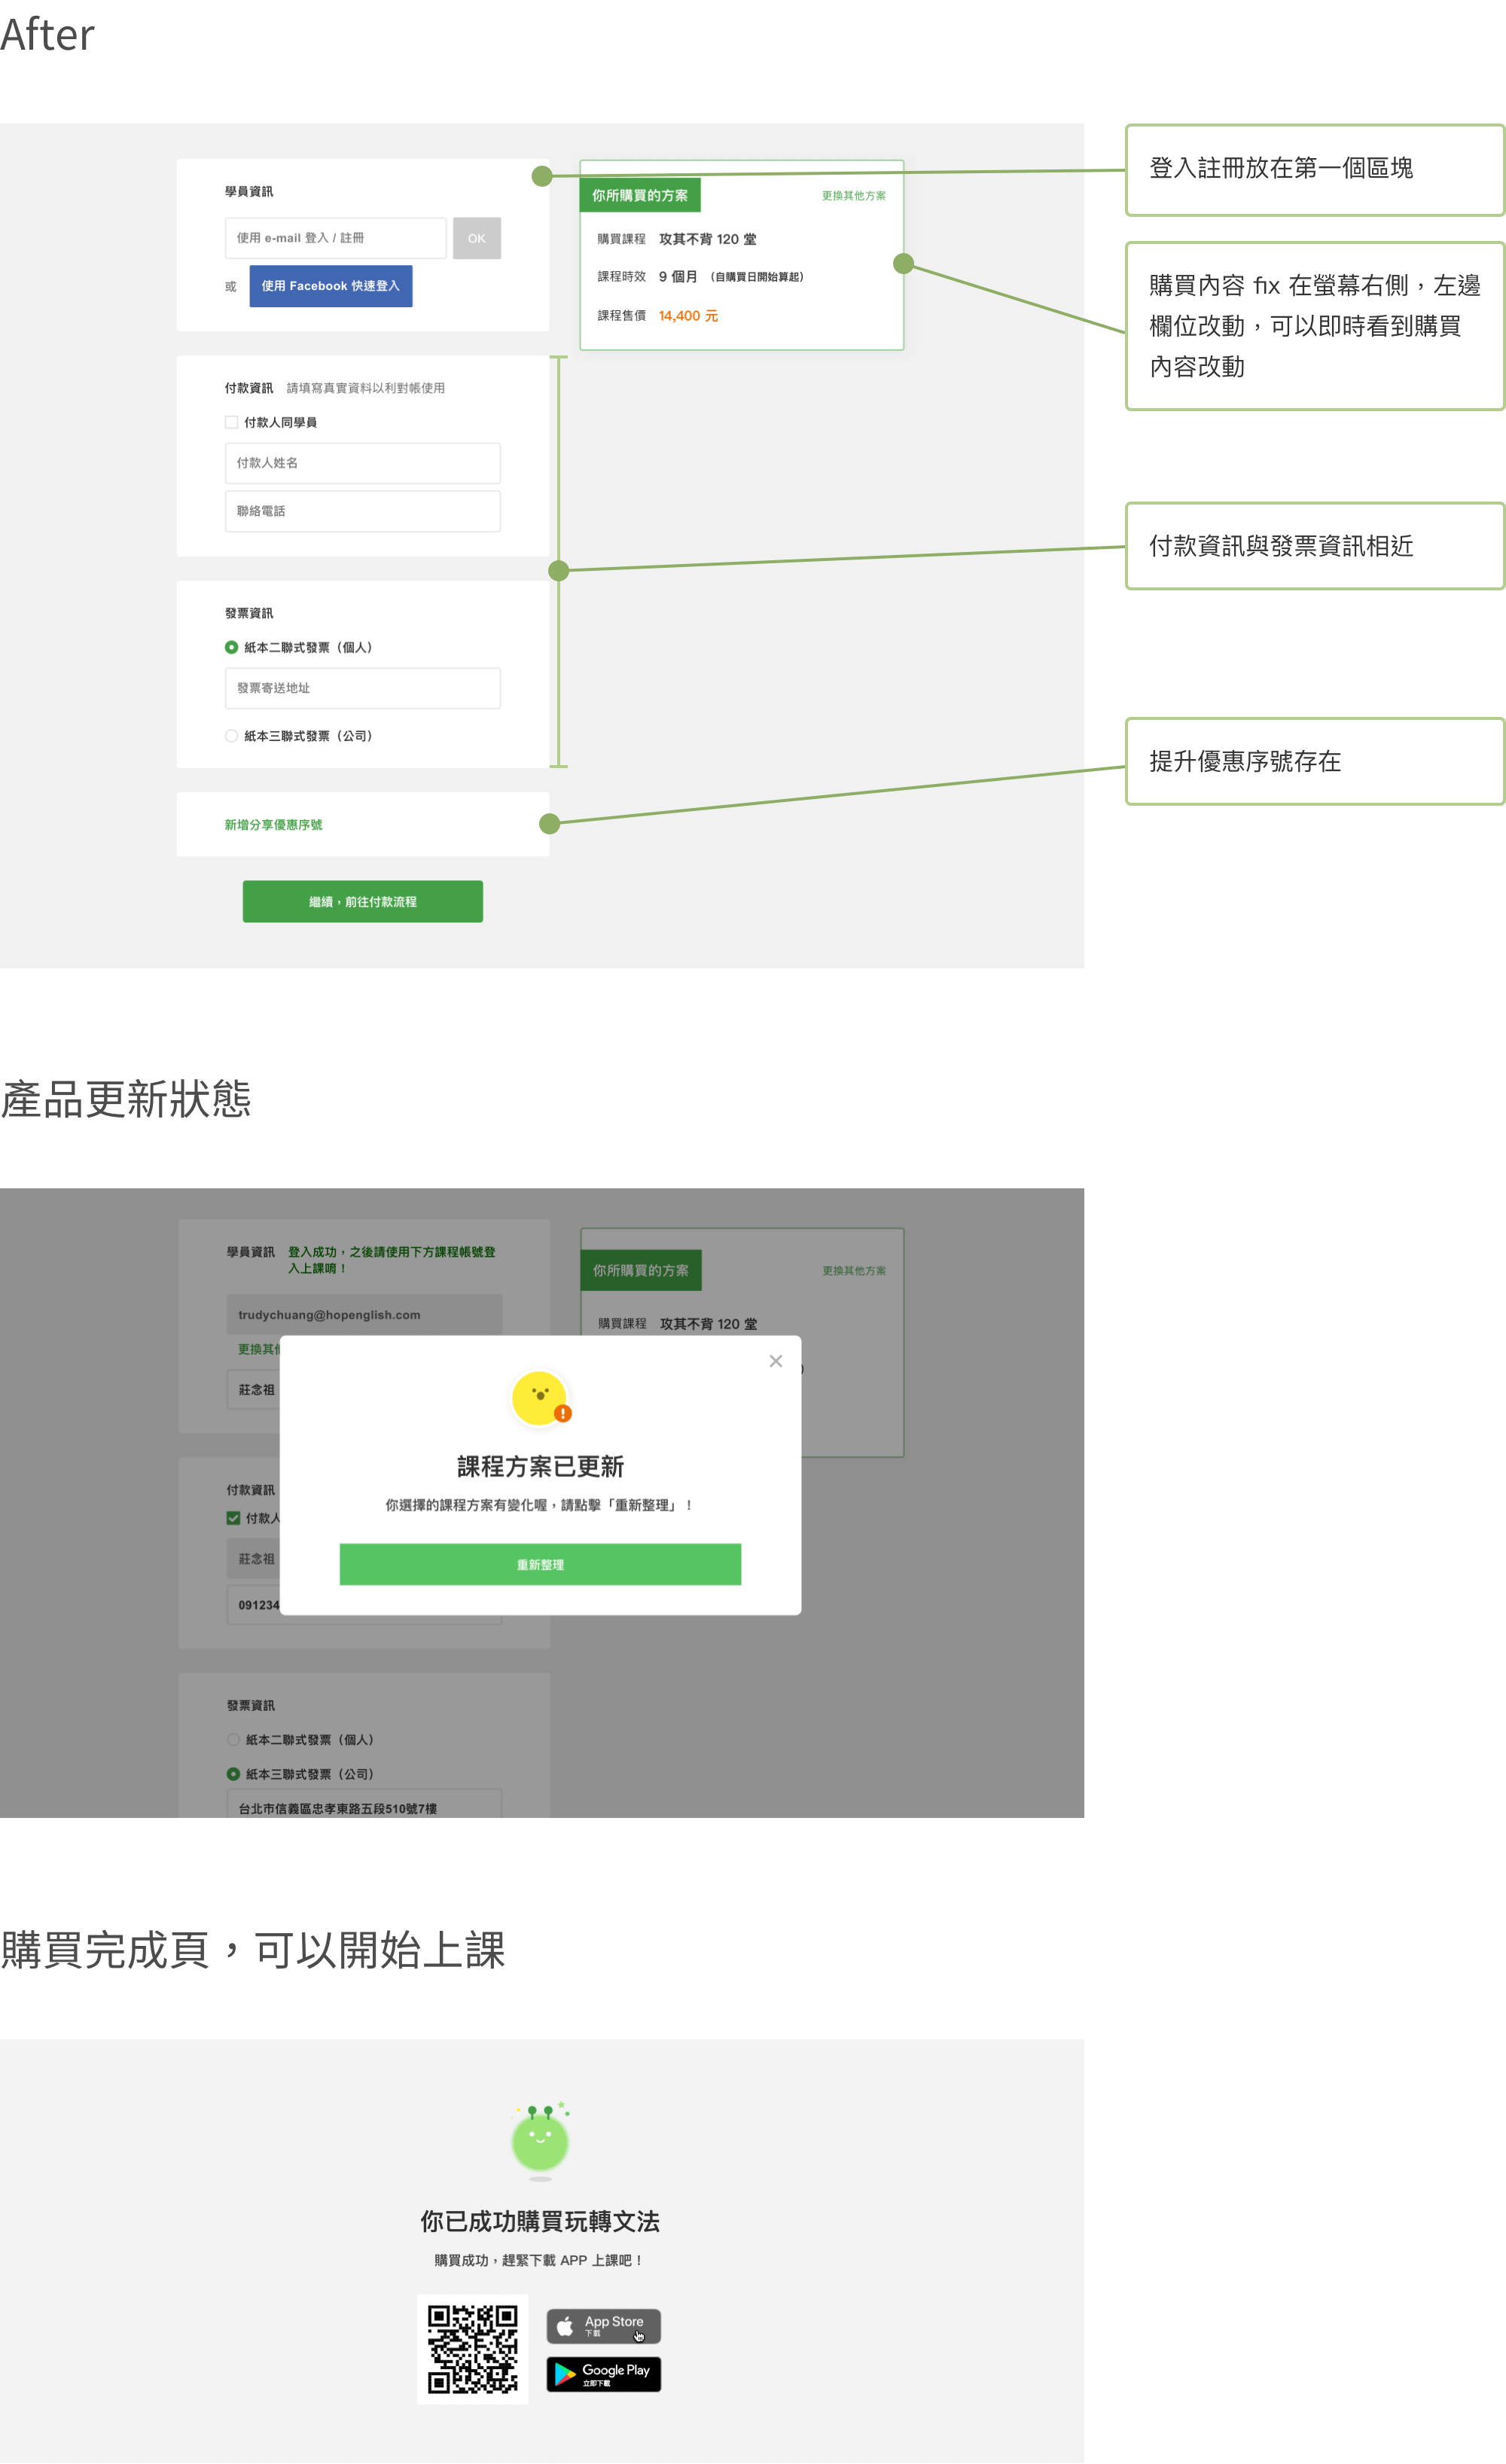 After
學員資訊
使用 e-mail 登入 / 註冊
OK
或
使用 Facebook 快速登入
你所購買的方案
更換其他方案
購買課程 攻其不背 120 堂
課程時效 9 個月 （自購買日開始算起）
課程售價 14,400 元
登入註冊放在第一個區塊
購買內容 fix 在螢幕右側，左邊
欄位改動，可以即時看到購買
內容改動
付款資訊 請填寫真實資料以利對帳使用
付款人同學員
付款人姓名
聯絡電話
付款資訊與發票資訊相近
發票資訊
紙本二聯式發票（個人）
發票寄送地址
紙本三聯式發票（公司）
提升優惠序號存在
新增分享優惠序號
繼續，前往付款流程
產品更新狀態
學員資訊 登入成功，之後請使用下方課程帳號登
入上課唷！
trudychuang@hopenglish.com
更換其他
莊念祖
你所購買的方案
更換其他方案
購買課程 攻其不背 120 堂
）
課程方案已更新
你選擇的課程方案有變化喔，請點擊「重新整理」！
重新整理
付款資訊
付款人
莊念祖
091234
發票資訊
紙本二聯式發票（個人）
紙本三聯式發票（公司）
台北市信義區忠孝東路五段510號7樓
購買完成頁，可以開始上課
你已成功購買玩轉文法
購買成功，趕緊下載 APP 上課吧！
App Store
下載
Google Play
立即下載